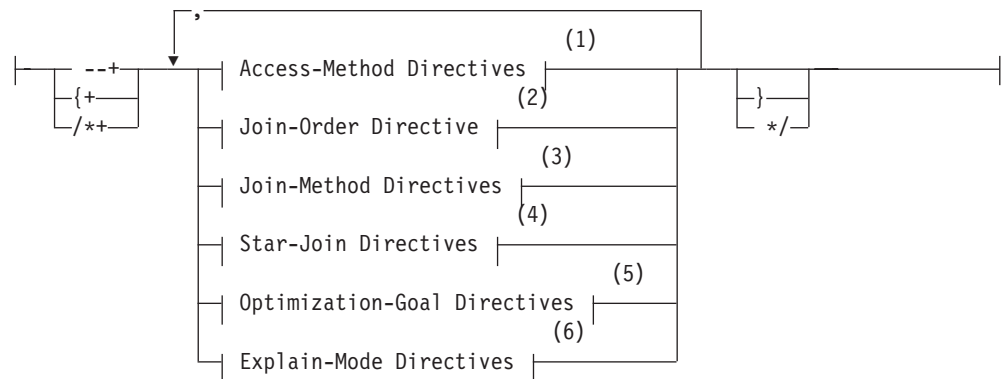 ,
(1)
--+ Access-Method Directives
{+ (2) }
/*+ Join-Order Directive */
(3)
Join-Method Directives
(4)
Star-Join Directives
(5)
Optimization-Goal Directives
(6)
Explain-Mode Directives